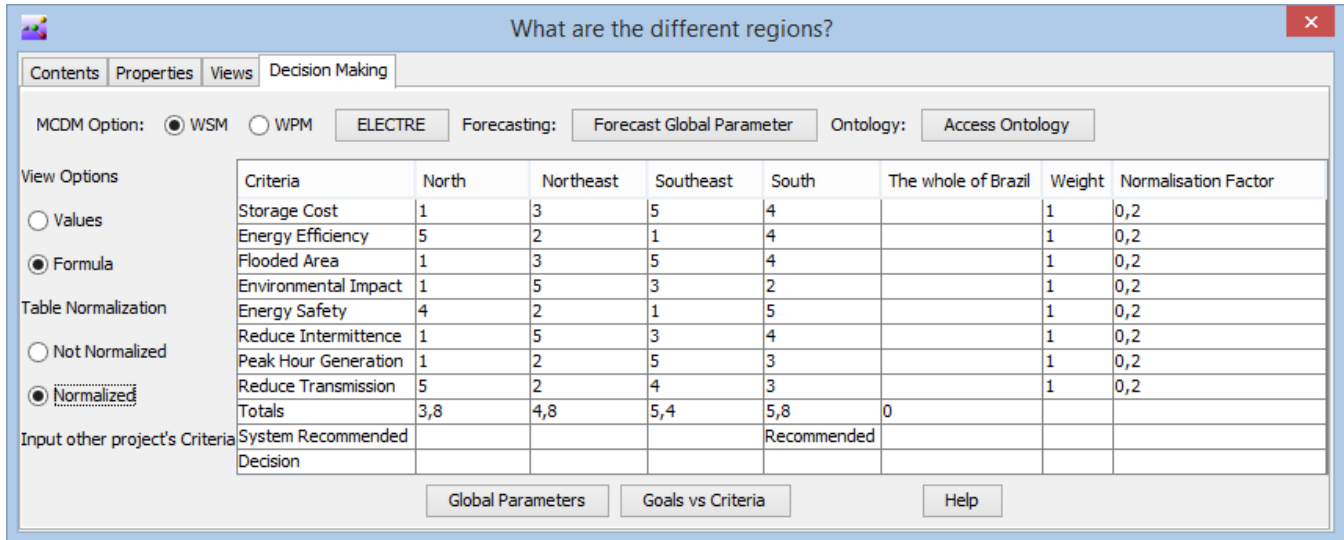 What are the different regions?
Contents Properties Views Decision Making
MCDM Option: WSM WPM ELECTRE Forecasting: Forecast Global Parameter Ontology: Access Ontology
View Options
Values
Formula
Table Normalization
Not Normalized
Normalized
Input other project's Criteria
Criteria North Northeast Southeast South The whole of Brazil Weight Normalisation Factor
Storage Cost 1 3 5 4 1 0,2
Energy Efficiency 5 2 1 4 1 0,2
Flooded Area 1 3 5 4 1 0,2
Environmental Impact 1 5 3 2 1 0,2
Energy Safety 4 2 1 5 1 0,2
Reduce Intermittence 1 5 3 4 1 0,2
Peak Hour Generation 1 2 5 3 1 0,2
Reduce Transmission 5 2 4 3 1 0,2
Totals 3,8 4,8 5,4 5,8 0
System Recommended Recommended
Decision
Global Parameters Goals vs Criteria Help